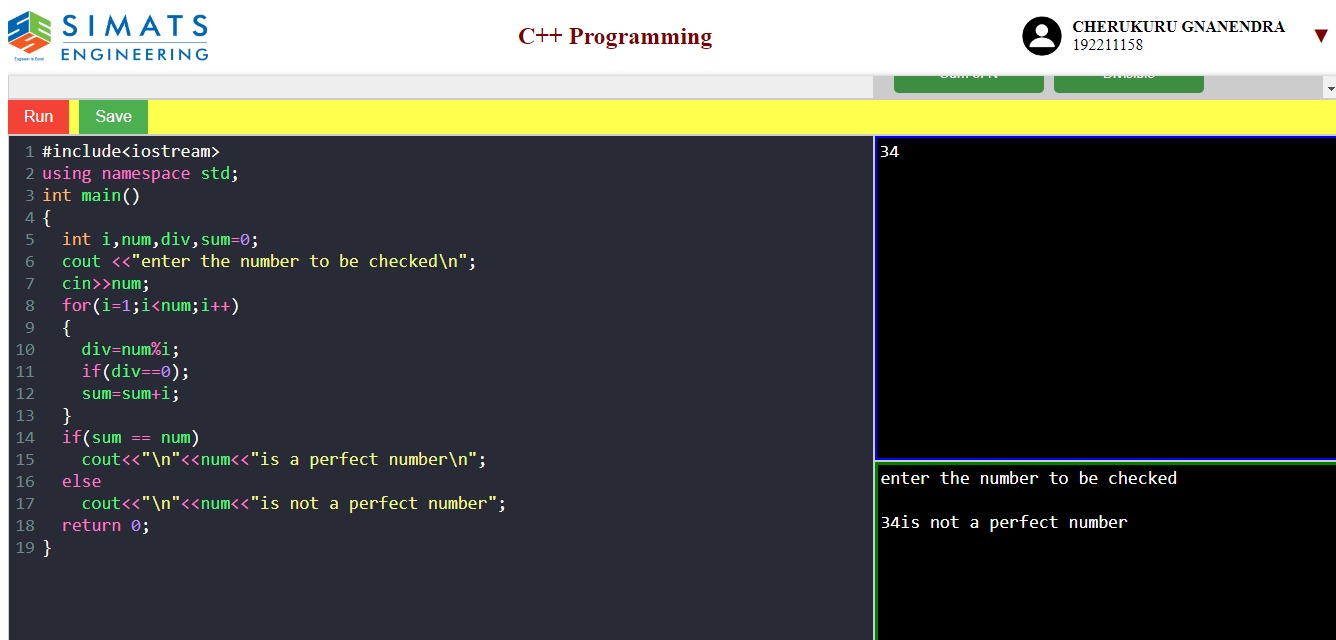 SIMATS
ENGINEERING
Engineer to Excel
C++ Programming
CHERUKURU GNANENDRA
192211158
Run
Save
1 #include<iostream>
2 using namespace std;
3 int main()
4 {
5   int i,num,div,sum=0;
6   cout <<"enter the number to be checked\n";
7   cin>>num;
8   for(i=1;i<num;i++)
9   {
10     div=num%i;
11     if(div==0);
12     sum=sum+i;
13   }
14   if(sum == num)
15     cout<<"\n"<<num<<"is a perfect number\n";
16   else
17     cout<<"\n"<<num<<"is not a perfect number";
18   return 0;
19 }
34
enter the number to be checked
34is not a perfect number